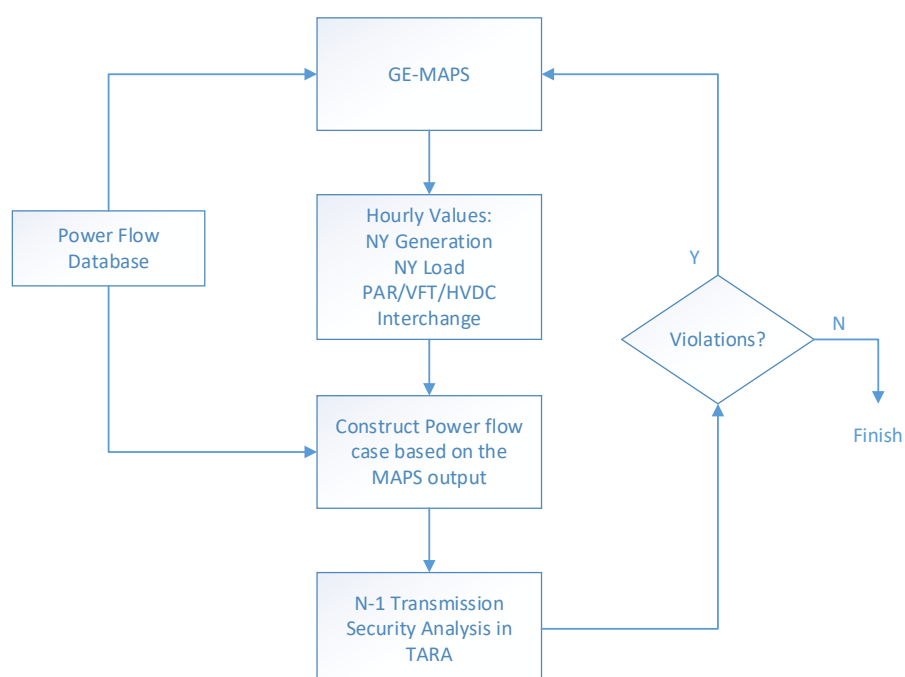 GE-MAPS
Power Flow
Database
Hourly Values:
NY Generation
NY Load
PAR/VFT/HVDC
Interchange
Y
Violations?
N
Finish
Construct Power flow
case based on the
MAPS output
N-1 Transmission
Security Analysis in
TARA